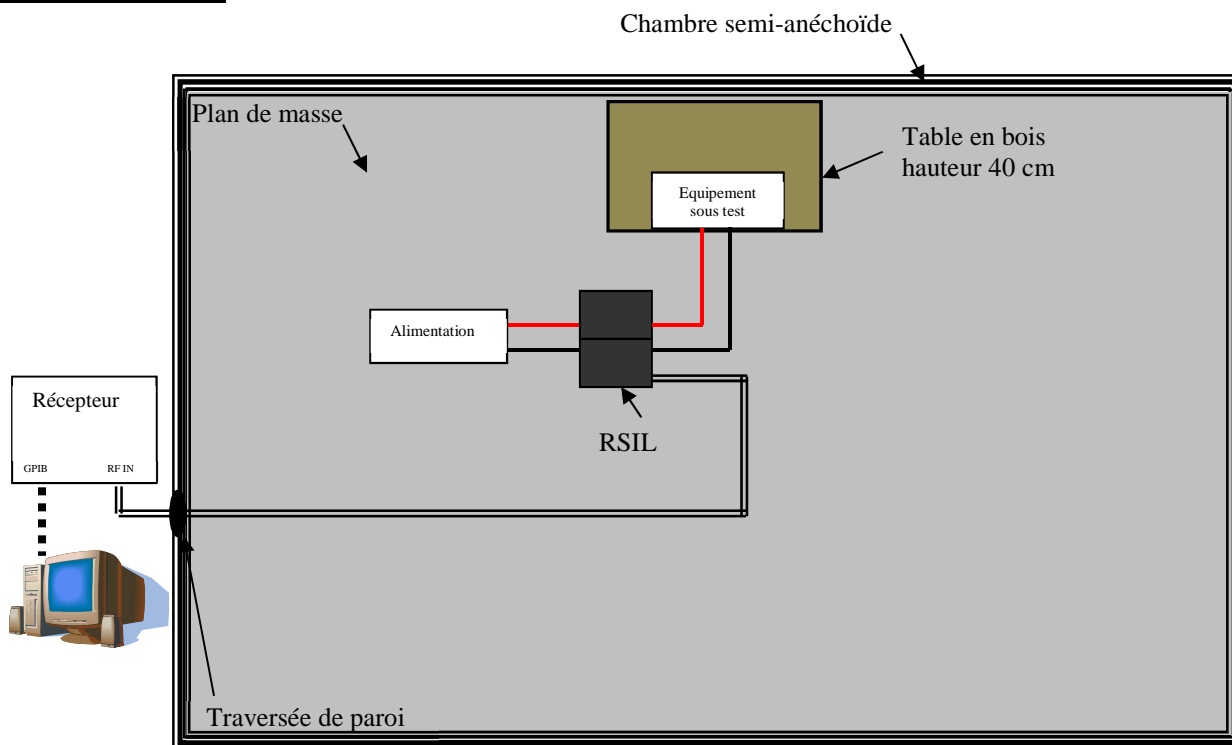 Chambre semi-anéchoïde
Plan de masse
Table en bois
hauteur 40 cm
Equipement
sous test
Alimentation
Récepteur
RSIL
GPIB
RF IN
Traversée de paroi